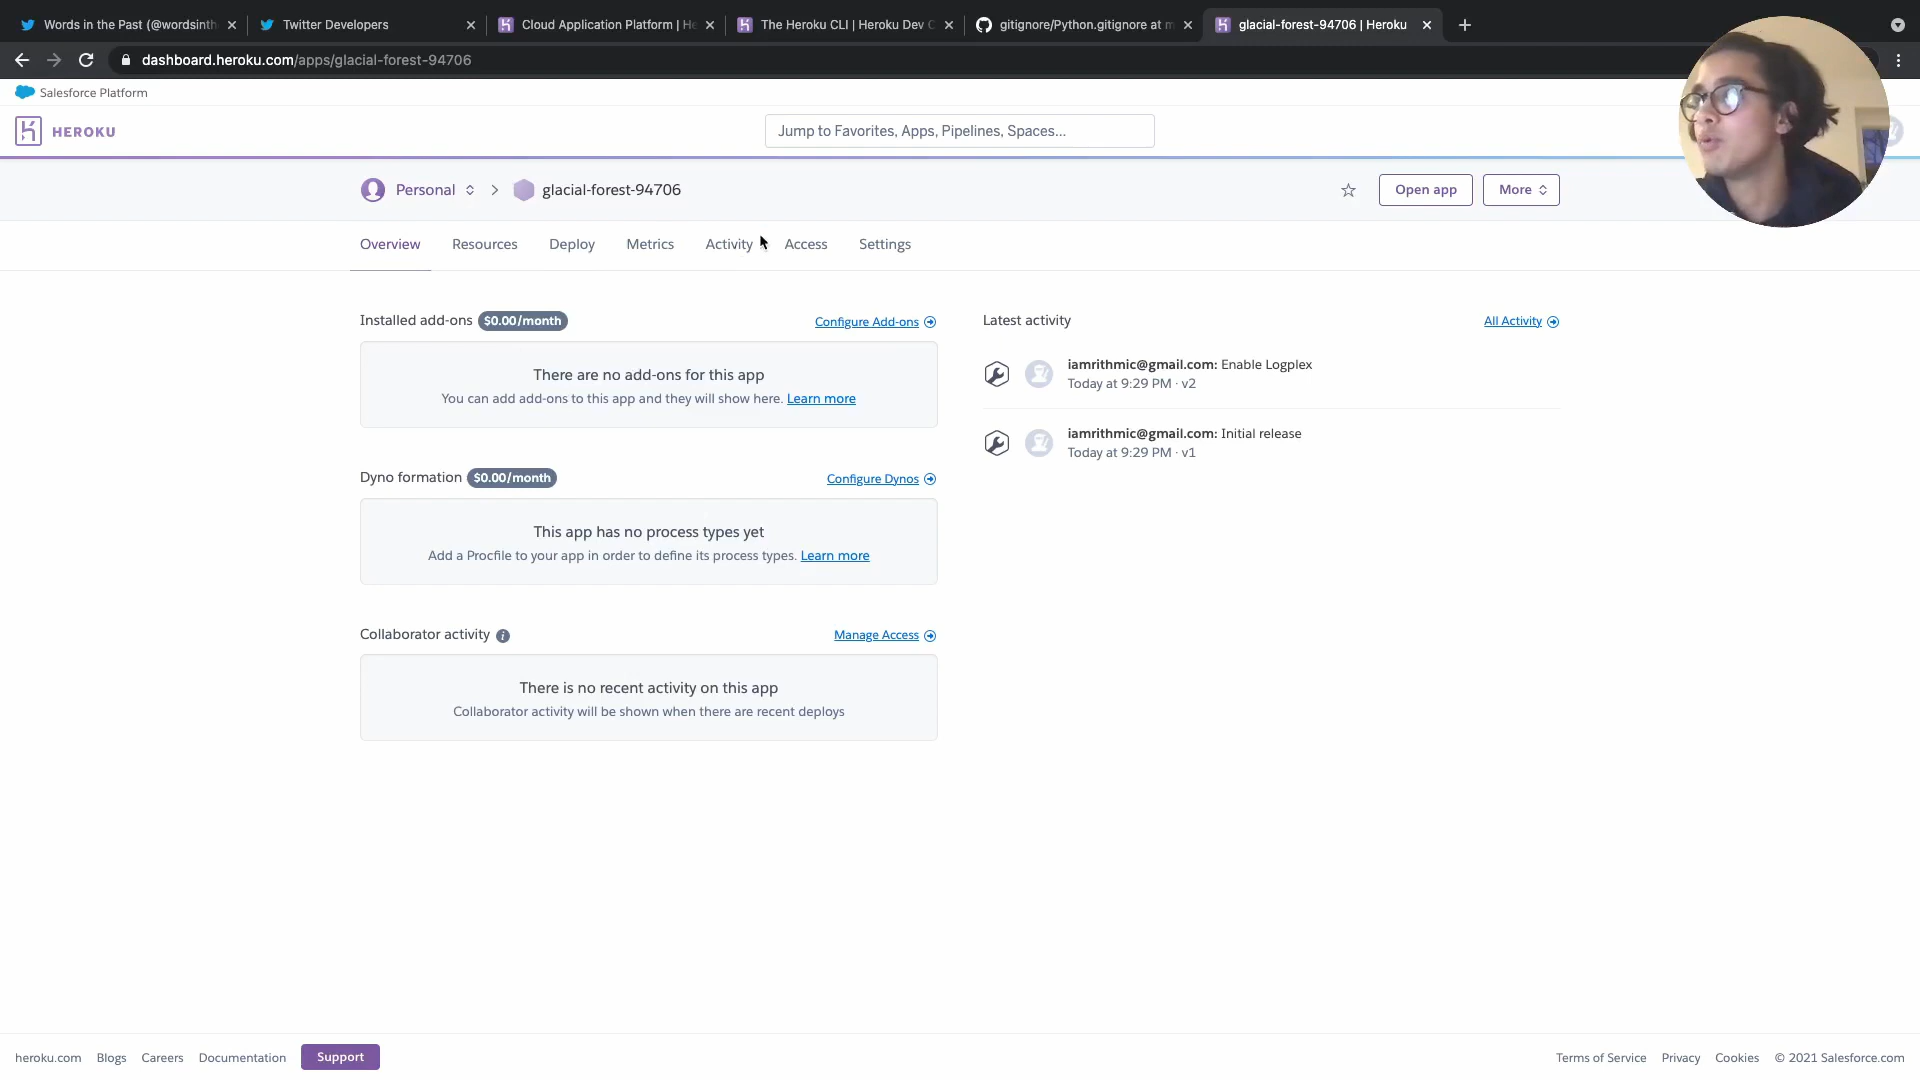 Words in the Past (@wordsinth
Twitter Developers
Cloud Application Platform | He
The Heroku CLI | Heroku Dev C
gitignore/Python.gitignore at m
glacial-forest-94706 | Heroku
dashboard.heroku.com/apps/glacial-forest-94706
Salesforce Platform
HEROKU
Jump to Favorites, Apps, Pipelines, Spaces...
Personal
glacial-forest-94706
Open app
More
Overview
Resources
Deploy
Metrics
Activity
Access
Settings
Installed add-ons $0.00/month
Configure Add-ons
There are no add-ons for this app
You can add add-ons to this app and they will show here. Learn more
Dyno formation $0.00/month
Configure Dynos
This app has no process types yet
Add a Procfile to your app in order to define its process types. Learn more
Collaborator activity
Manage Access
There is no recent activity on this app
Collaborator activity will be shown when there are recent deploys
Latest activity
All Activity
iamrithmic@gmail.com: Enable Logplex
Today at 9:29 PM · v2
iamrithmic@gmail.com: Initial release
Today at 9:29 PM · v1
heroku.com
Blogs
Careers
Documentation
Support
Terms of Service
Privacy
Cookies
© 2021 Salesforce.com